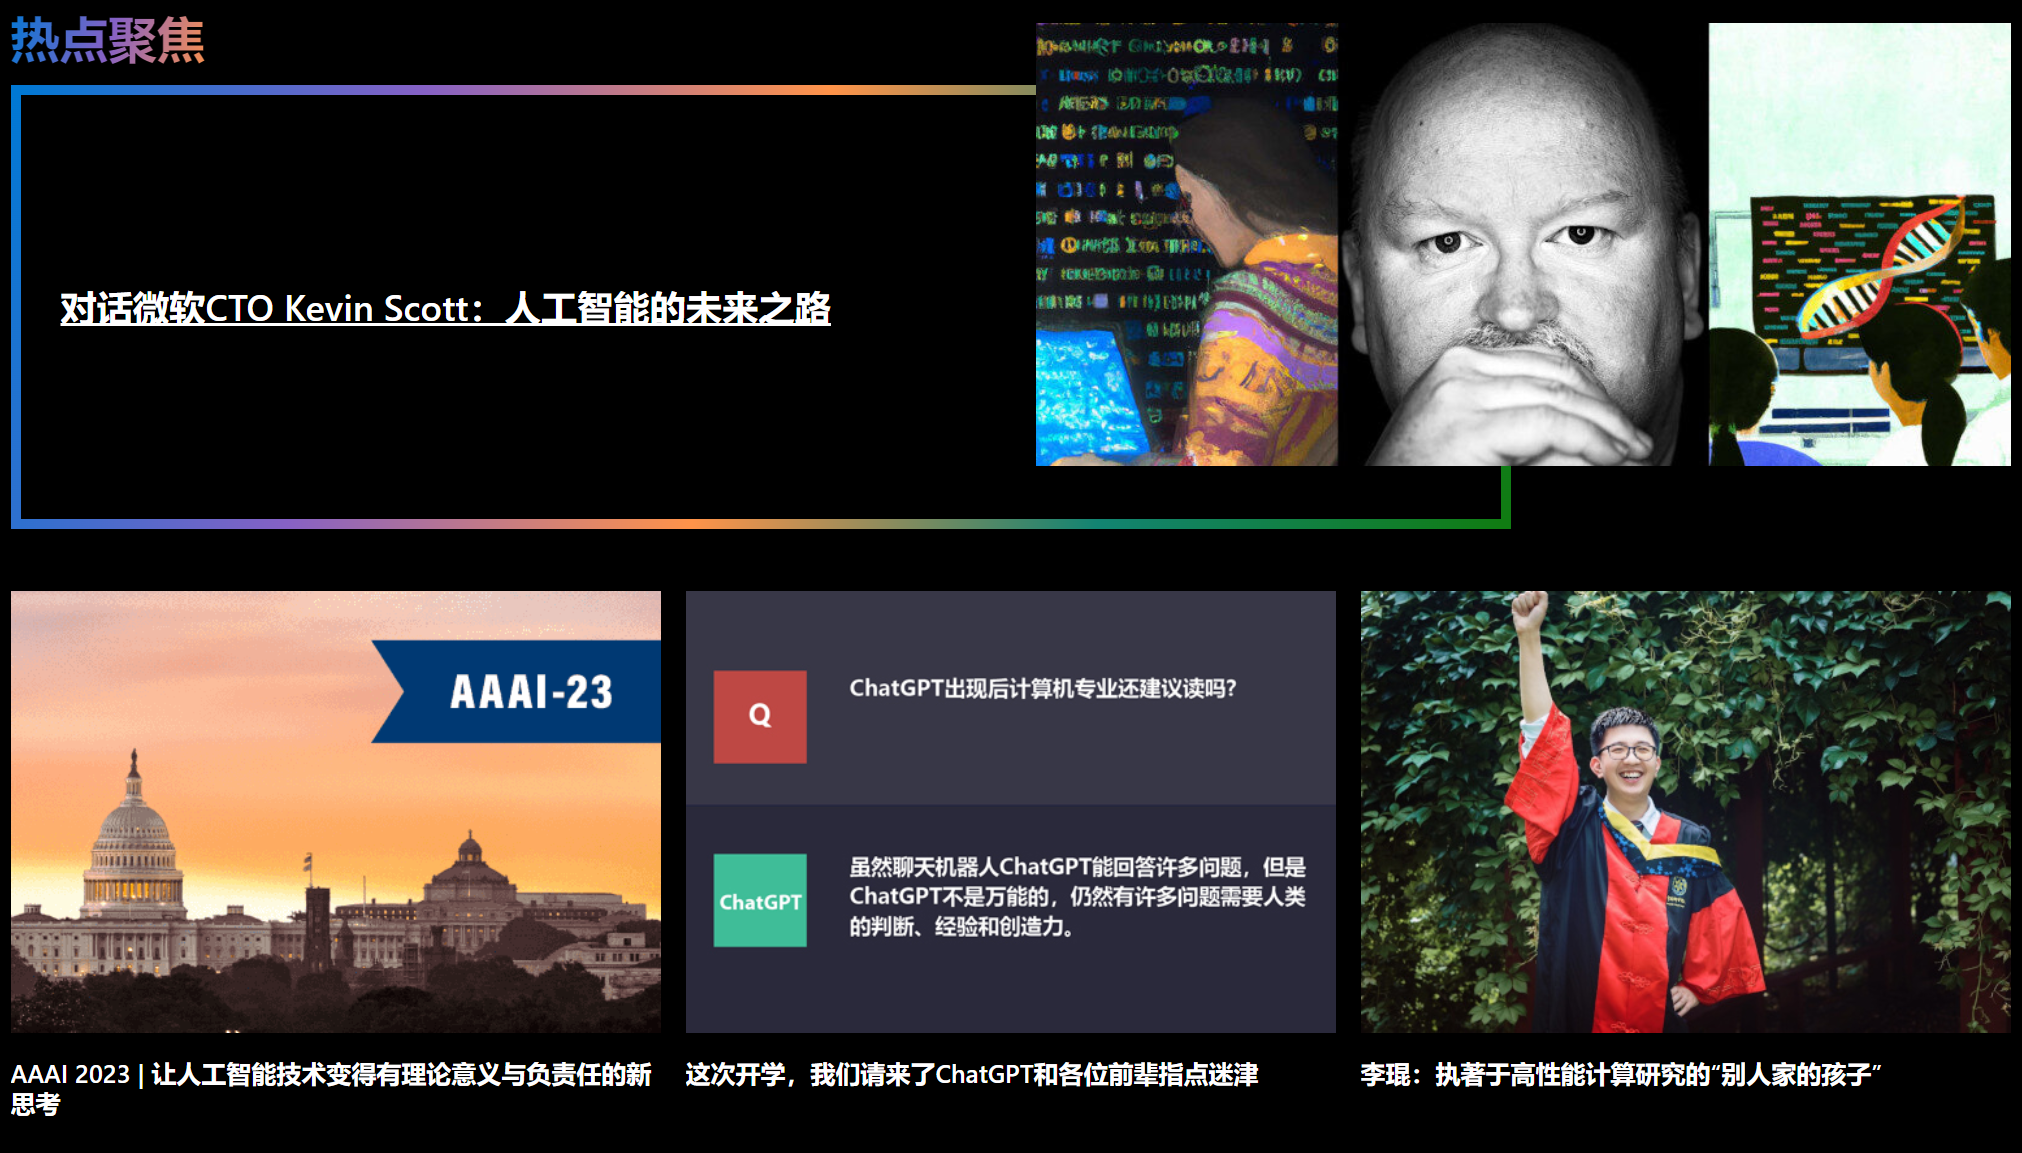 热点聚焦
对话微软CTO Kevin Scott：人工智能的未来之路
AAAI-23
Q
ChatGPT出现后计算机专业还建议读吗？
ChatGPT
虽然聊天机器人ChatGPT能回答许多问题，但是
ChatGPT不是万能的，仍然有许多问题需要人类
的判断、经验和创造力。
AAAI 2023 | 让人工智能技术变得有理论意义与负责任的新
思考
这次开学，我们请来了ChatGPT和各位前辈指点迷津
李琨：执著于高性能计算研究的“别人家的孩子”